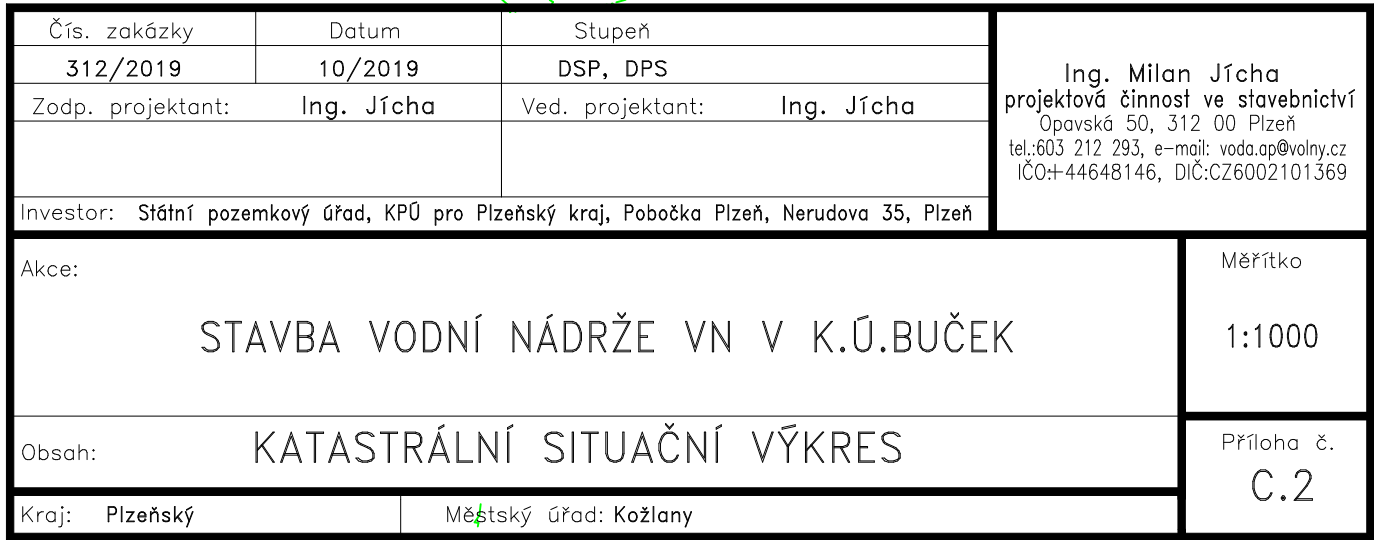 Čís. zakázky Datum Stupeň
312/2019 10/2019 DSP, DPS
Zodp. projektant: Ing. Jícha Ved. projektant: Ing. Jícha
Investor: Státní pozemkový úřad, KPÚ pro Plzeňský kraj, Pobočka Plzeň, Nerudova 35, Plzeň
Ing. Milan Jícha
projektová činnost ve stavebnictví
Opavská 50, 312 00 Plzeň
tel.:603 212 293, e-mail: voda.ap@volny.cz
IČO:+44648146, DIČ:CZ6002101369
Akce:
STAVBA VODNÍ NÁDRŽE VN V K.Ú.BUČEK
Měřítko
1:1000
Obsah: KATASTRÁLNÍ SITUAČNÍ VÝKRES
Příloha č.
C.2
Kraj: Plzeňský Městský úřad: Kožlany